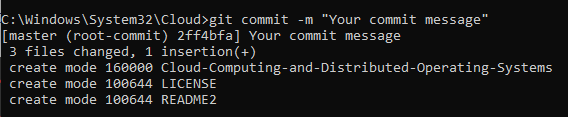 C:\Windows\System32\Cloud>git commit -m "Your commit message"
[master (root-commit) 2ff4bfa] Your commit message
 3 files changed, 1 insertion(+)
 create mode 160000 Cloud-Computing-and-Distributed-Operating-Systems
 create mode 100644 LICENSE
 create mode 100644 README2